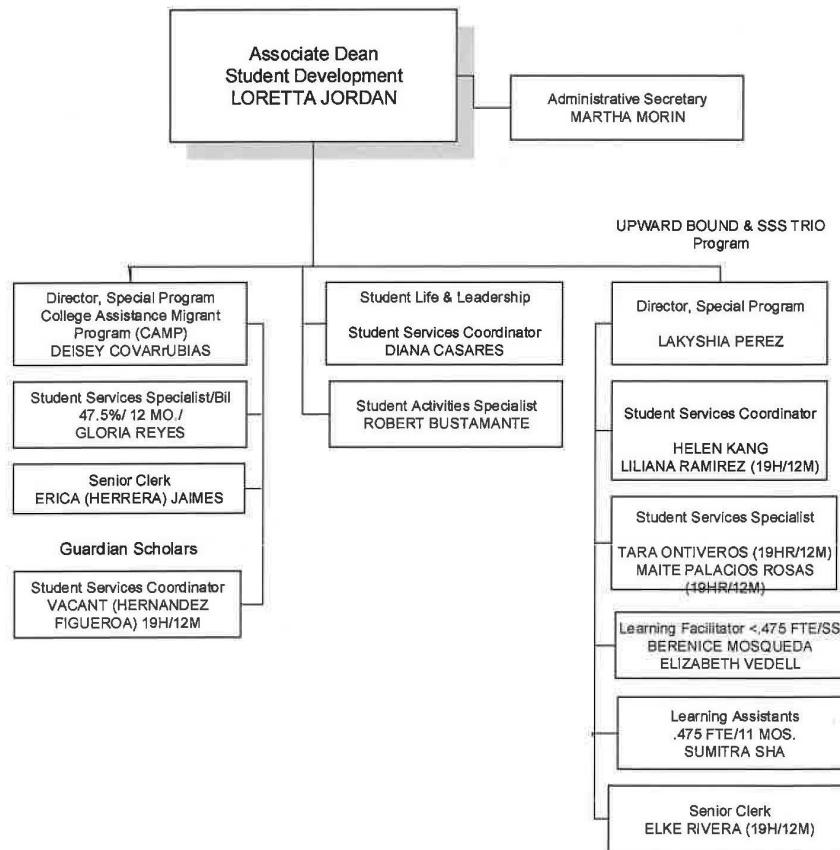 Associate Dean
Student Development
LORETTA JORDAN
Administrative Secretary
MARTHA MORIN
UPWARD BOUND & SSS TRIO
Program
Director, Special Program
College Assistance Migrant
Program (CAMP)
DEISEY COVARrUBIAS
Student Services Specialist/Bil
47.5%/ 12 MO./
GLORIA REYES
Senior Clerk
ERICA (HERRERA) JAIMES
Guardian Scholars
Student Services Coordinator
VACANT (HERNANDEZ
FIGUEROA) 19H/12M
Student Life & Leadership
Student Services Coordinator
DIANA CASARES
Student Activities Specialist
ROBERT BUSTAMANTE
Director, Special Program
LAKYSHIA PEREZ
Student Services Coordinator
HELEN KANG
LILIANA RAMIREZ (19H/12M)
Student Services Specialist
TARA ONTIVEROS (19HR/12M)
MAITE PALACIOS ROSAS
(19HR/12M)
Learning Facilitator <.475 FTE/SS
BERENICE MOSQUEDA
ELIZABETH VEDELL
Learning Assistants
.475 FTE/11 MOS.
SUMITRA SHA
Senior Clerk
ELKE RIVERA (19H/12M)